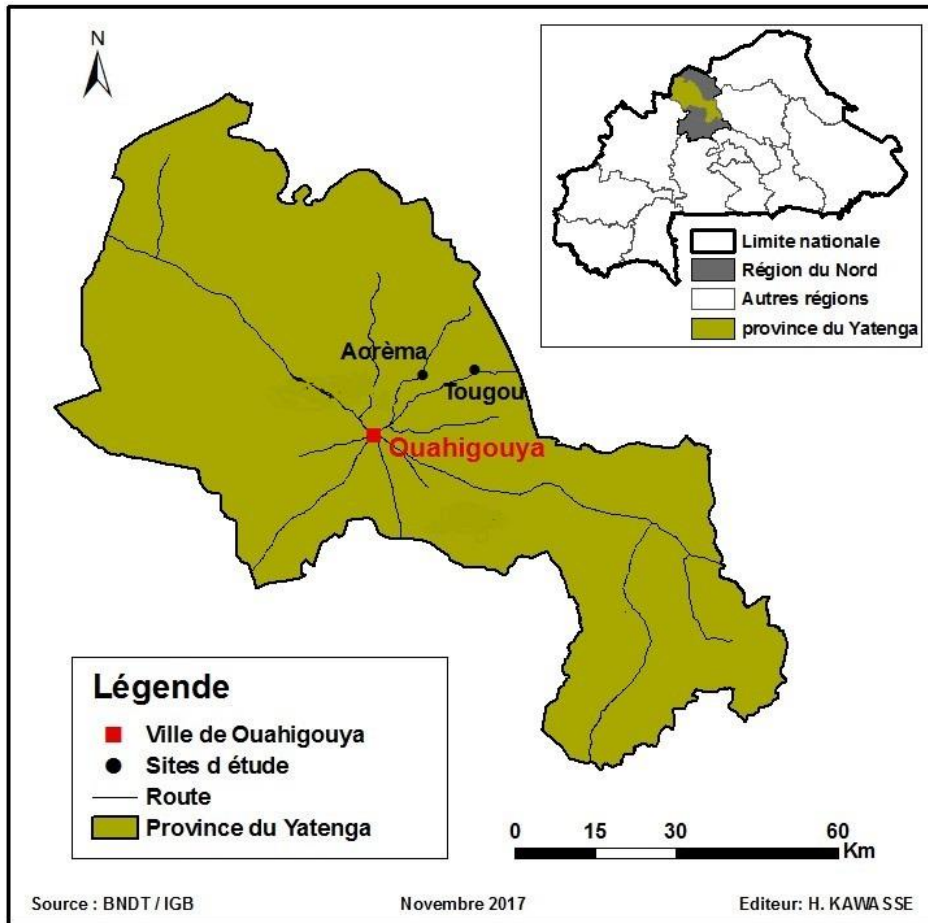 N
Limite nationale
Région du Nord
Autres régions
province du Yatenga
Aorèma
Tougou
Ouahigouya
Légende
Ville de Ouahigouya
Sites d étude
Route
Province du Yatenga
0 15 30 60
Km
Source : BNDT / IGB Novembre 2017 Editeur: H. KAWASSE